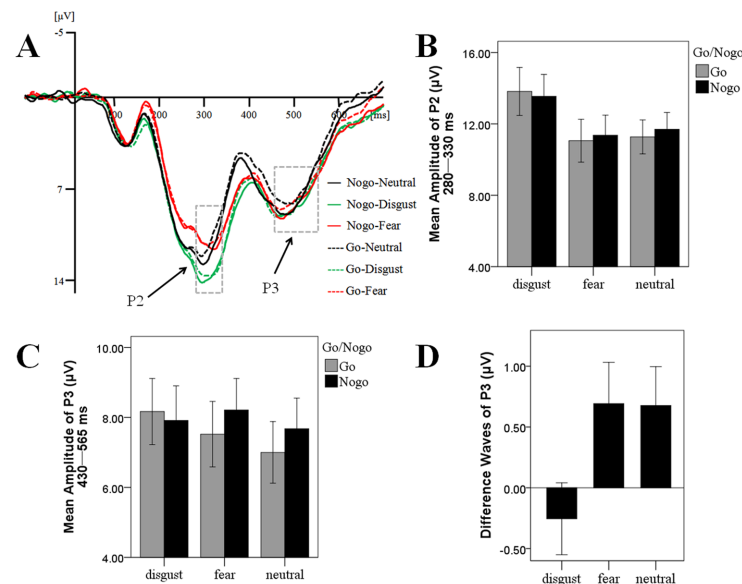 A
[µV]
-5
100 200 300 400 500 600 [ms]
7
14
P2
P3
Nogo-Neutral
Nogo-Disgust
Nogo-Fear
Go-Neutral
Go-Disgust
Go-Fear
B
Mean Amplitude of P2 (µV)
280—330 ms
16.00
12.00
8.00
4.00
disgust fear neutral
Go/Nogo
Go
Nogo
C
Mean Amplitude of P3 (µV)
430—565 ms
10.00
8.00
6.00
4.00
disgust fear neutral
Go/Nogo
Go
Nogo
D
Difference Waves of P3 (µV)
1.00
0.50
0.00
-0.50
disgust fear neutral